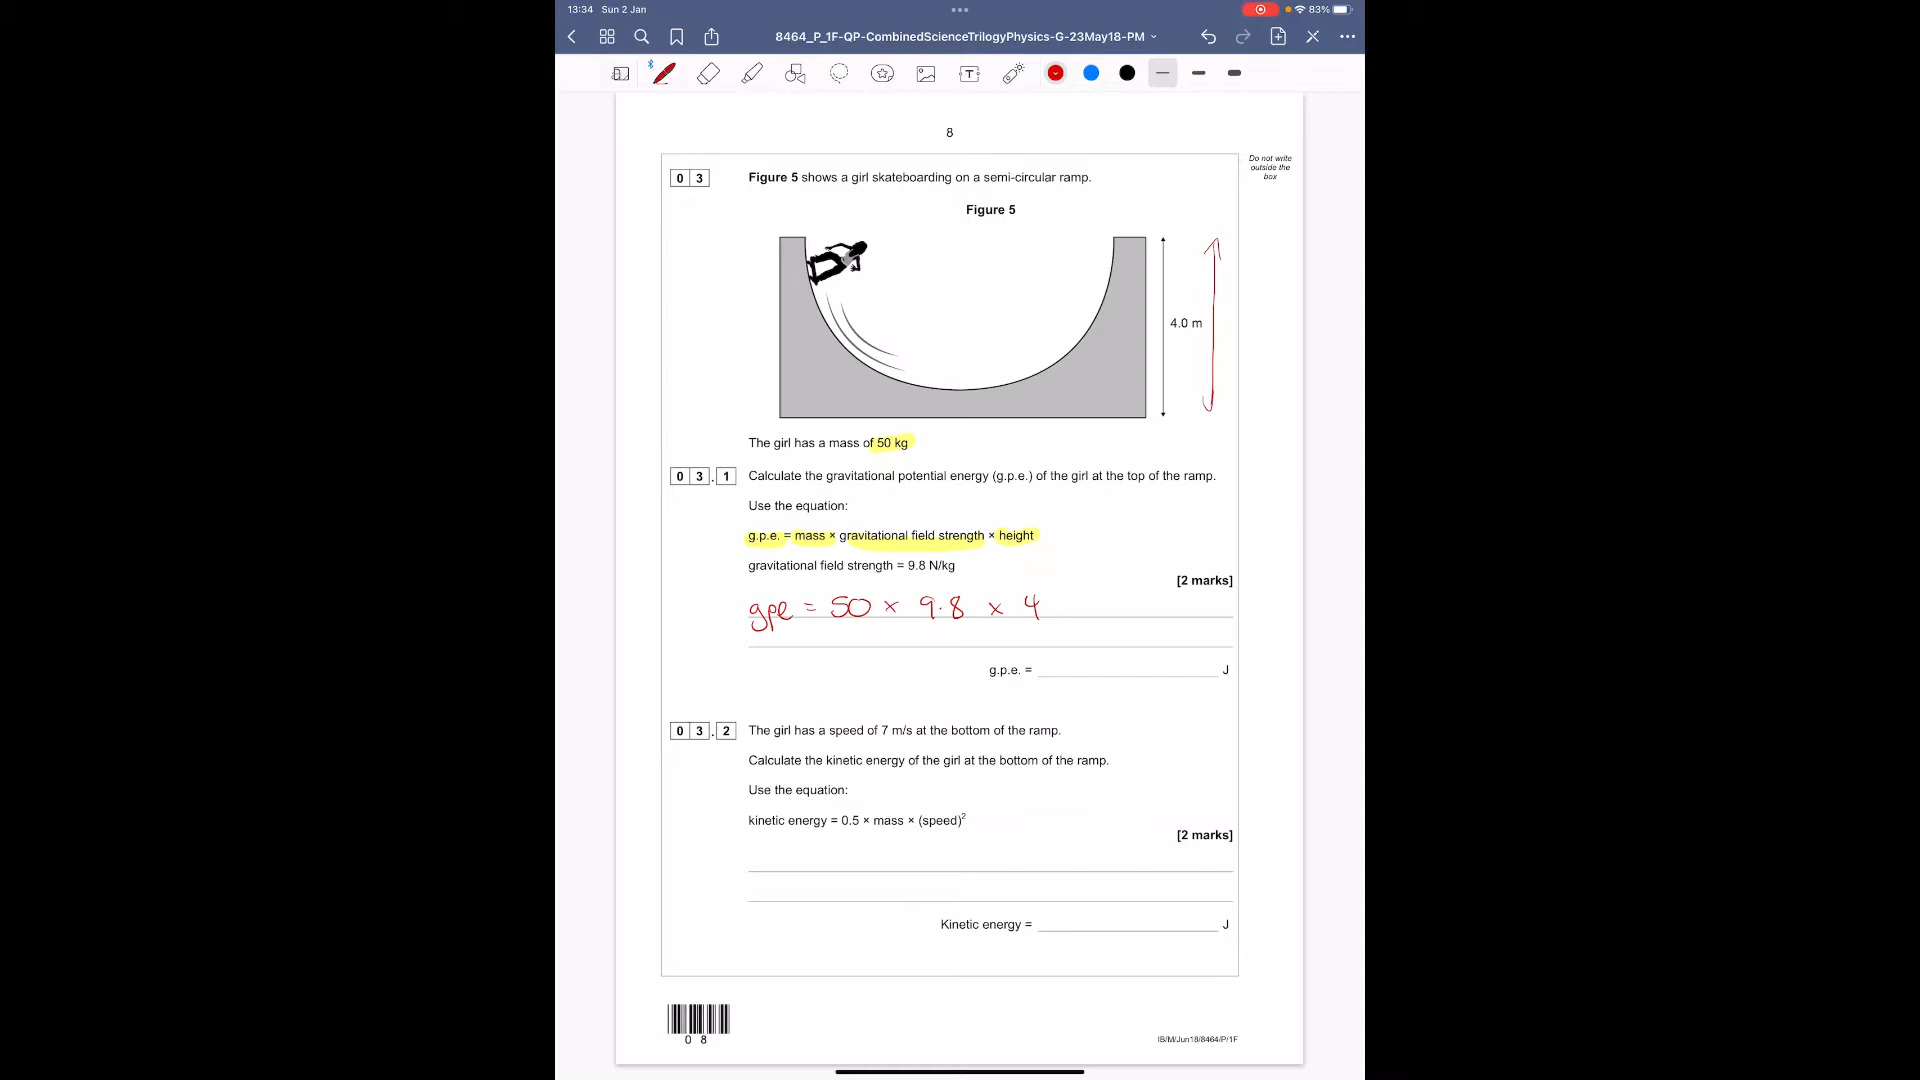 13:34 Sun 2 Jan
83%
8464_P_1F-QP-CombinedScienceTrilogyPhysics-G-23May18-PM
T
8
Do not write
outside the
box
0 3 Figure 5 shows a girl skateboarding on a semi-circular ramp.
Figure 5
4.0 m
The girl has a mass of 50 kg
0 3 . 1 Calculate the gravitational potential energy (g.p.e.) of the girl at the top of the ramp.
Use the equation:
g.p.e. = mass × gravitational field strength × height
gravitational field strength = 9.8 N/kg
[2 marks]
gpe = 50 × 9.8 × 4
g.p.e. = J
0 3 . 2 The girl has a speed of 7 m/s at the bottom of the ramp.
Calculate the kinetic energy of the girl at the bottom of the ramp.
Use the equation:
kinetic energy = 0.5 × mass × (speed)²
[2 marks]
Kinetic energy = J
0 8
IB/M/Jun18/8464/P/1F